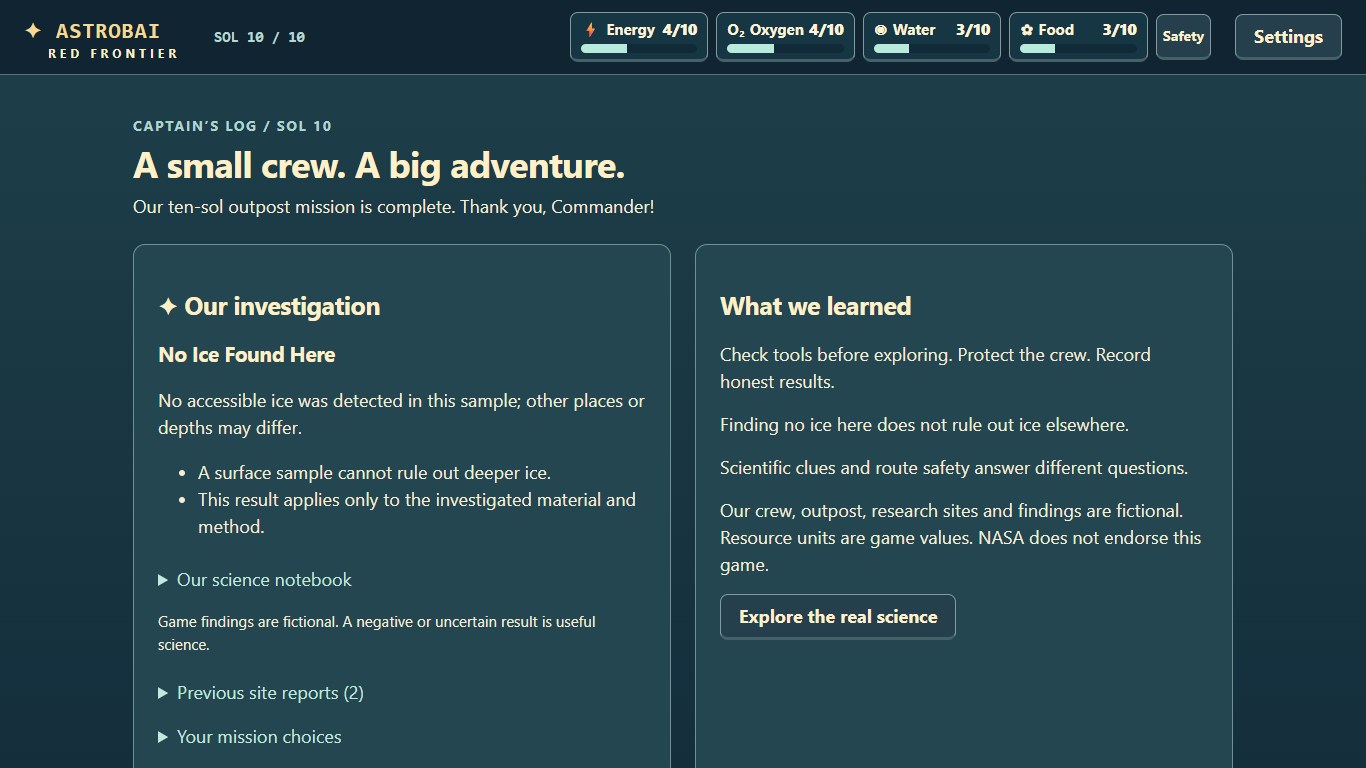 ✦ ASTROBAI
RED FRONTIER
SOL 10 / 10
Energy 4/10
O₂ Oxygen 4/10
Water 3/10
Food 3/10
Safety
Settings
CAPTAIN’S LOG / SOL 10
A small crew. A big adventure.
Our ten-sol outpost mission is complete. Thank you, Commander!
✦ Our investigation
No Ice Found Here
No accessible ice was detected in this sample; other places or
depths may differ.
• A surface sample cannot rule out deeper ice.
• This result applies only to the investigated material and
method.
▶ Our science notebook
Game findings are fictional. A negative or uncertain result is useful
science.
▶ Previous site reports (2)
▶ Your mission choices
What we learned
Check tools before exploring. Protect the crew. Record
honest results.
Finding no ice here does not rule out ice elsewhere.
Scientific clues and route safety answer different questions.
Our crew, outpost, research sites and findings are fictional.
Resource units are game values. NASA does not endorse this
game.
Explore the real science